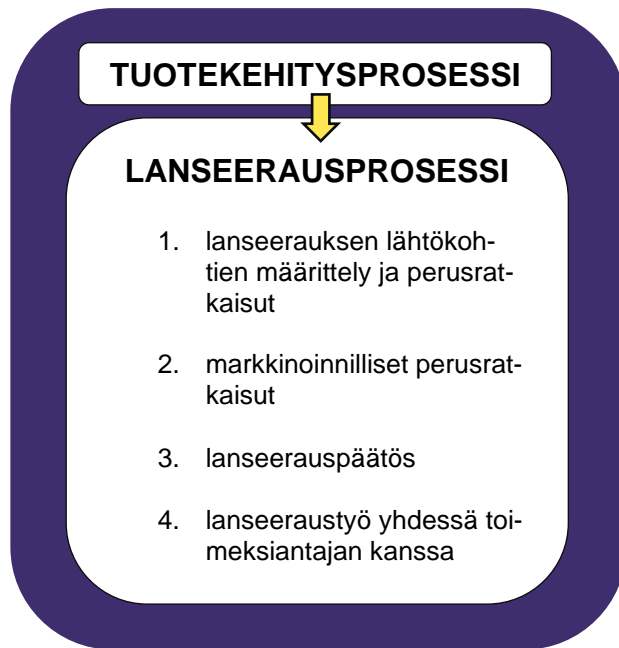 TUOTEKEHITYSPROSESSI
LANSEERAUSPROSESSI
1. lanseerauksen lähtökoh-
tien määrittely ja perusrat-
kaisut
2. markkinoinnilliset perusrat-
kaisut
3. lanseerauspäätös
4. lanseeraustyö yhdessä toi-
meksiantajan kanssa